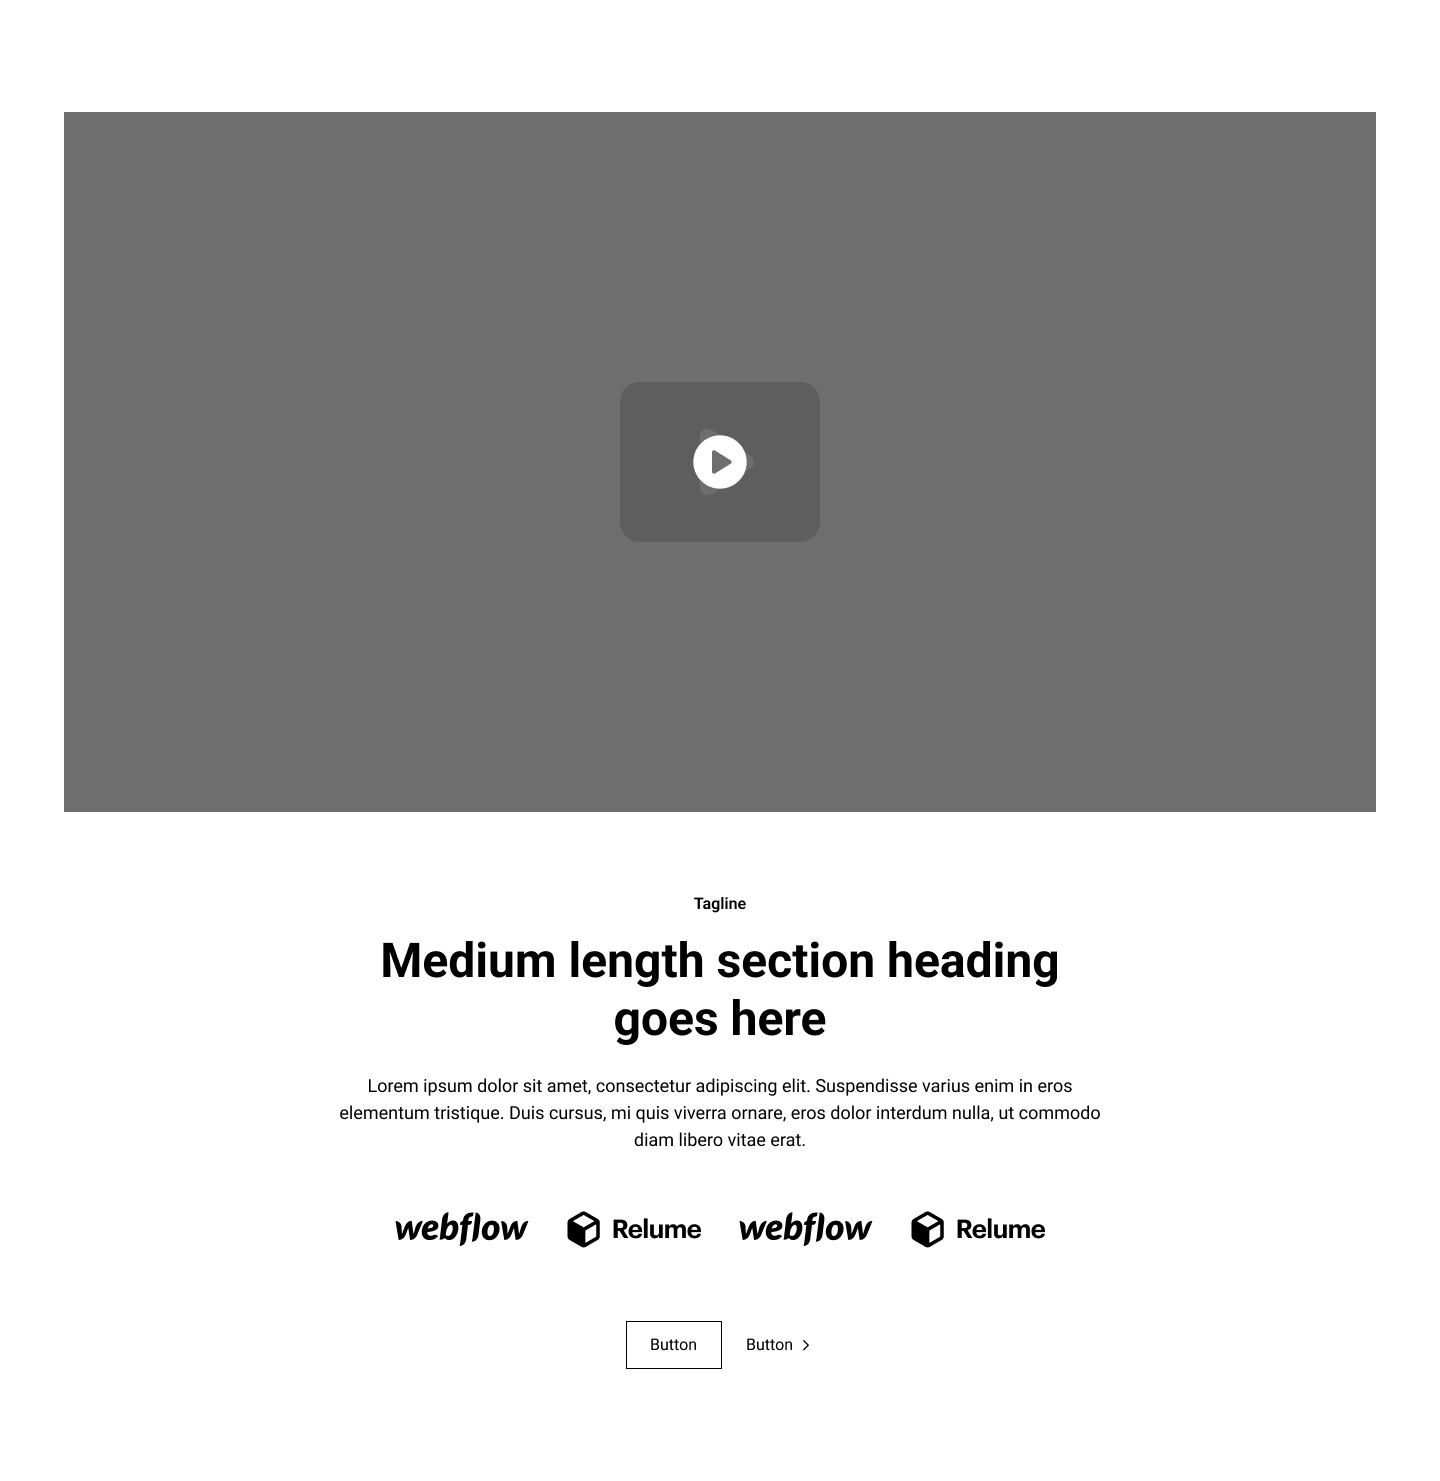 Tagline
Medium length section heading
goes here
Lorem ipsum dolor sit amet, consectetur adipiscing elit. Suspendisse varius enim in eros
elementum tristique. Duis cursus, mi quis viverra ornare, eros dolor interdum nulla, ut commodo
diam libero vitae erat.
webflow Relume webflow Relume
Button Button